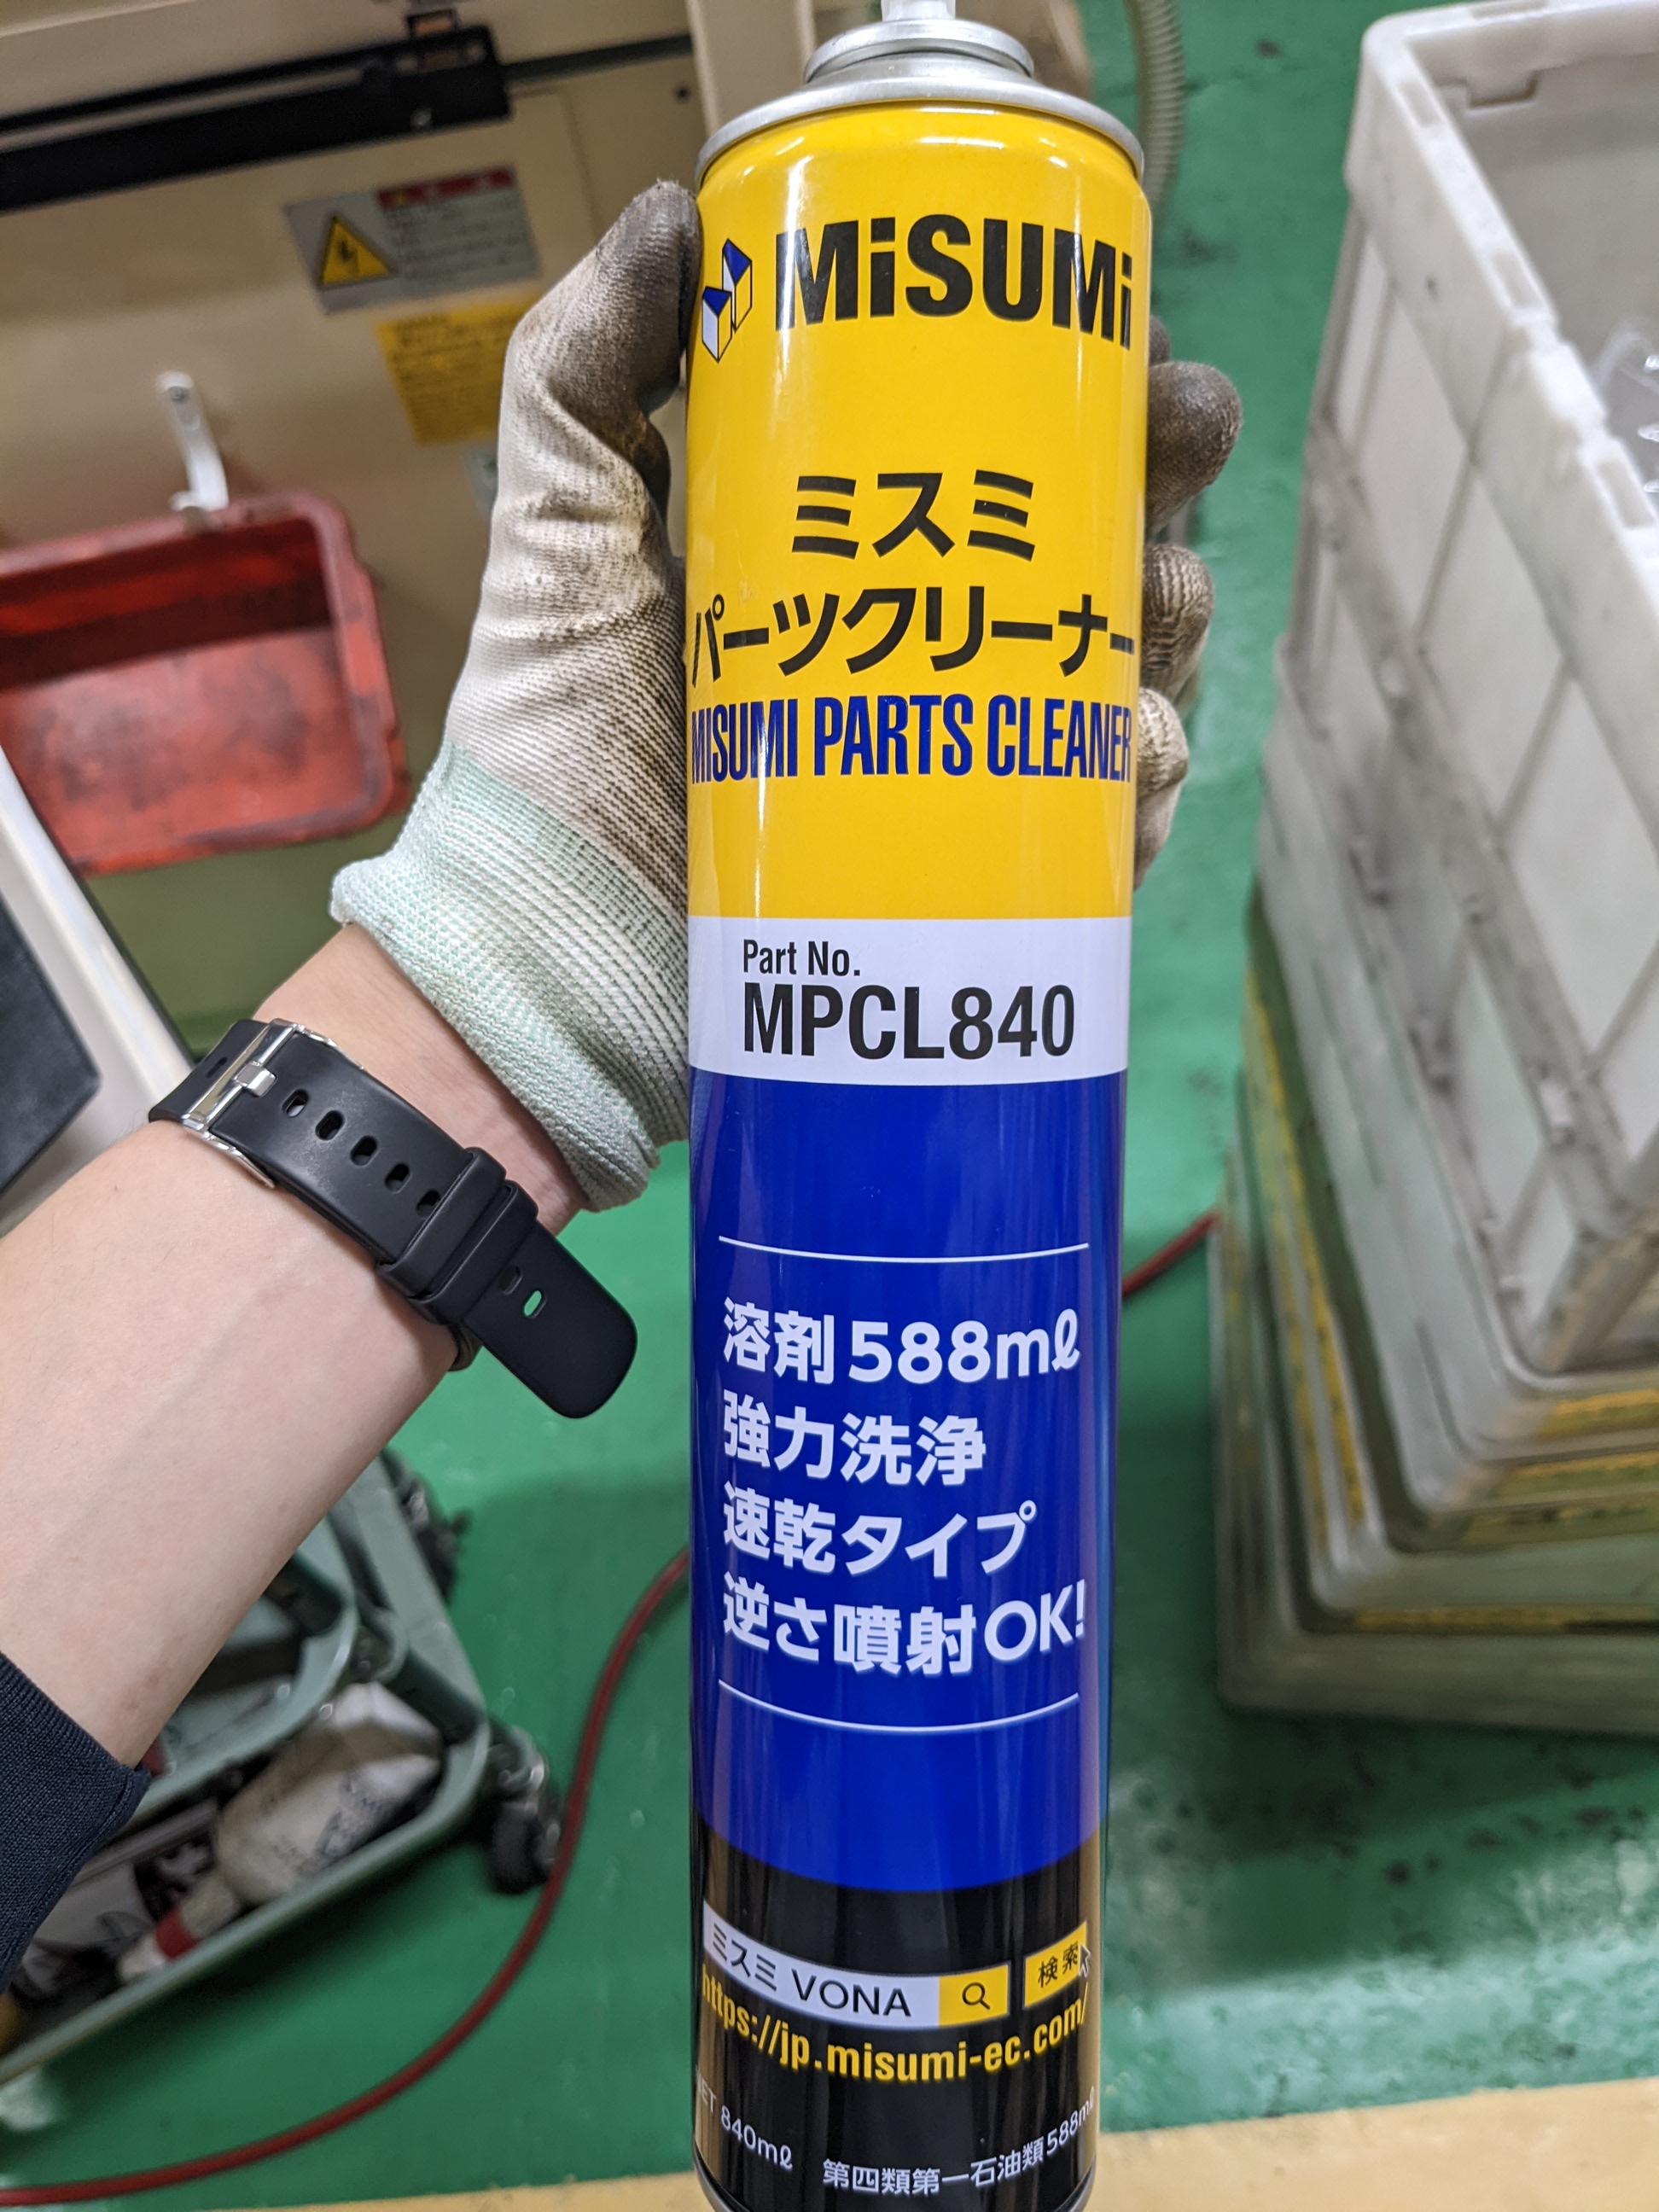 MiSUMi
ミスミ
パーツクリーナー
MISUMI PARTS CLEANER
Part No.
MPCL840
溶剤588mℓ
強力洗浄
速乾タイプ
逆さ噴射OK!
ミスミ VONA 検索
https://jp.misumi-ec.com/
NET 840mℓ 第四類第一石油類588mℓ